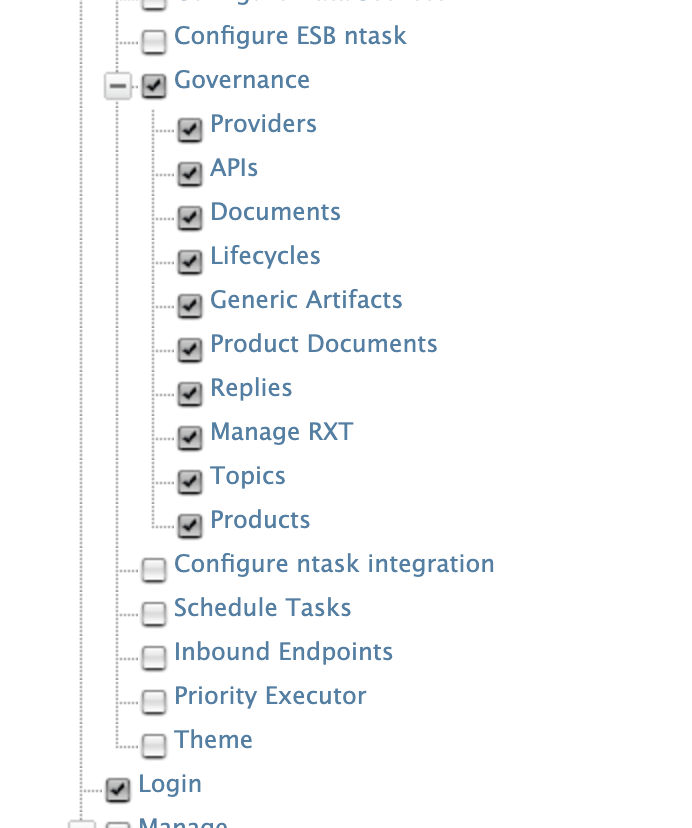 Configure ESB ntask
Governance
Providers
APIs
Documents
Lifecycles
Generic Artifacts
Product Documents
Replies
Manage RXT
Topics
Products
Configure ntask integration
Schedule Tasks
Inbound Endpoints
Priority Executor
Theme
Login
Manage